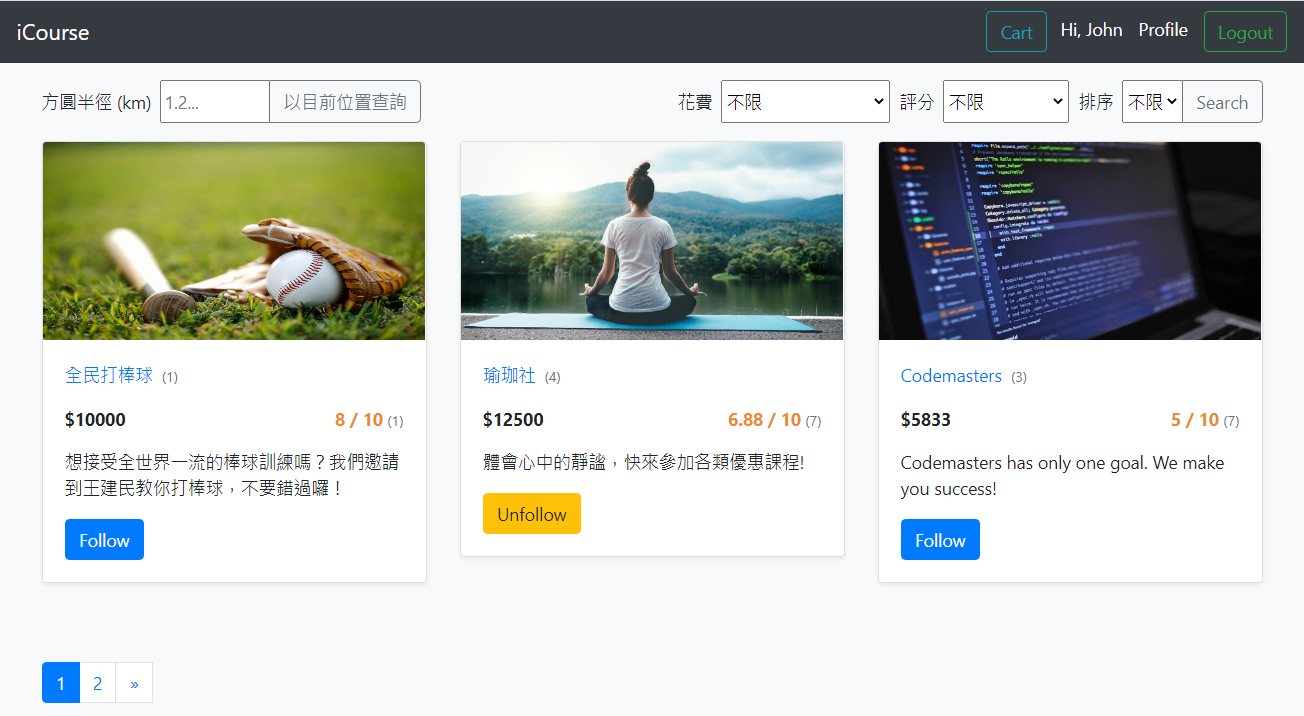 iCourse Cart Hi, John Profile Logout
方圓半徑 (km) 1.2... 以目前位置查詢 花費 不限 評分 不限 排序 不限 Search
全民打棒球 (1)
$10000 8 / 10 (1)
想接受全世界一流的棒球訓練嗎？我們邀請
到王建民教你打棒球，不要錯過囉！
Follow
瑜珈社 (4)
$12500 6.88 / 10 (7)
體會心中的靜謐，快來參加各類優惠課程!
Unfollow
Codemasters (3)
$5833 5 / 10 (7)
Codemasters has only one goal. We make
you success!
Follow
1 2 »